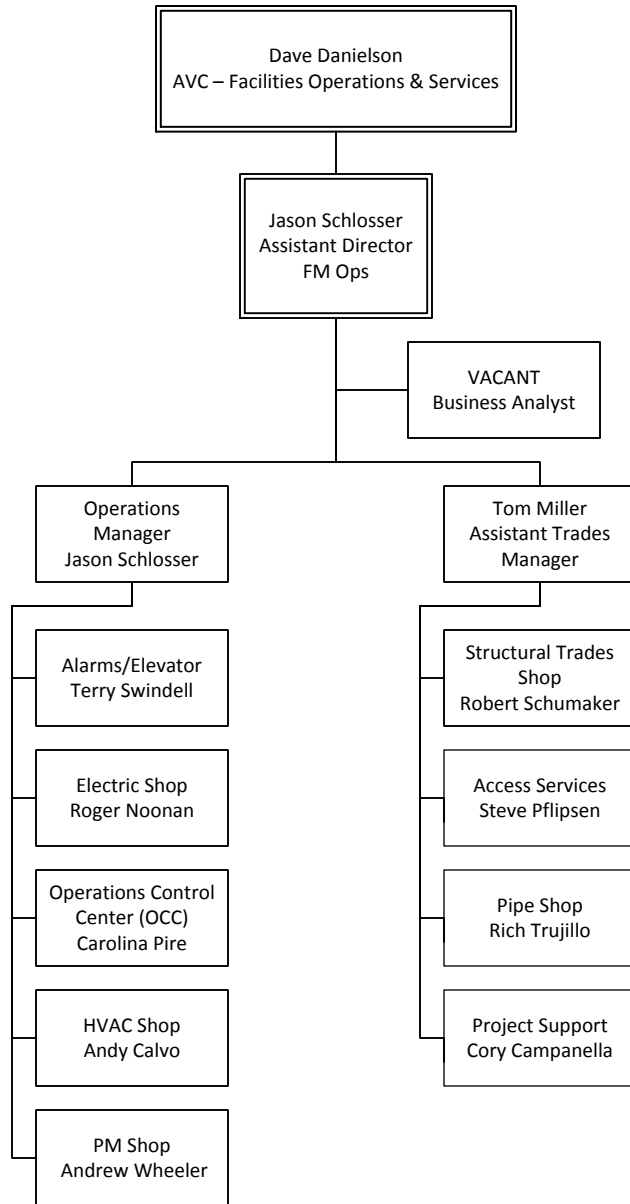 Dave Danielson
AVC – Facilities Operations & Services
Jason Schlosser
Assistant Director
FM Ops
VACANT
Business Analyst
Operations
Manager
Jason Schlosser
Tom Miller
Assistant Trades
Manager
Alarms/Elevator
Terry Swindell
Structural Trades
Shop
Robert Schumaker
Electric Shop
Roger Noonan
Access Services
Steve Pflipsen
Operations Control
Center (OCC)
Carolina Pire
Pipe Shop
Rich Trujillo
HVAC Shop
Andy Calvo
Project Support
Cory Campanella
PM Shop
Andrew Wheeler